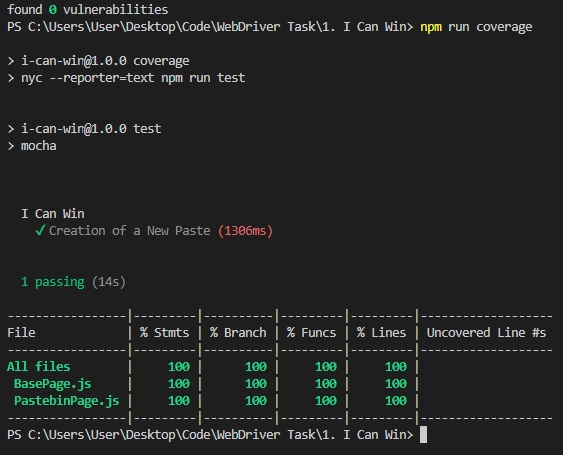 found 0 vulnerabilities
PS C:\Users\User\Desktop\Code\WebDriver Task\1. I Can Win> npm run coverage
> i-can-win@1.0.0 coverage
> nyc --reporter=text npm run test
> i-can-win@1.0.0 test
> mocha
I Can Win
✓ Creation of a New Paste (1306ms)
1 passing (14s)
-----------------|---------|----------|---------|---------|-------------------
File             | % Stmts | % Branch | % Funcs | % Lines | Uncovered Line #s
-----------------|---------|----------|---------|---------|-------------------
All files        |     100 |      100 |     100 |     100 |
 BasePage.js     |     100 |      100 |     100 |     100 |
 PastebinPage.js |     100 |      100 |     100 |     100 |
-----------------|---------|----------|---------|---------|-------------------
PS C:\Users\User\Desktop\Code\WebDriver Task\1. I Can Win>